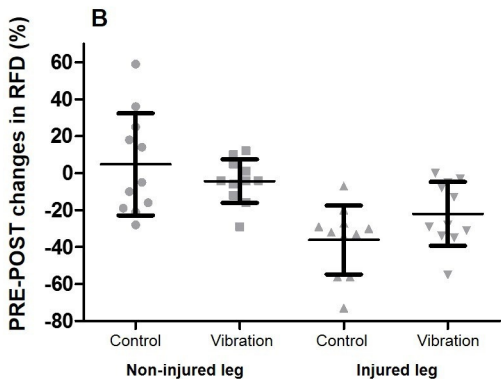 B
PRE-POST changes in RFD (%)
60
40
20
0
-20
-40
-60
-80
Control Vibration Control Vibration
Non-injured leg Injured leg